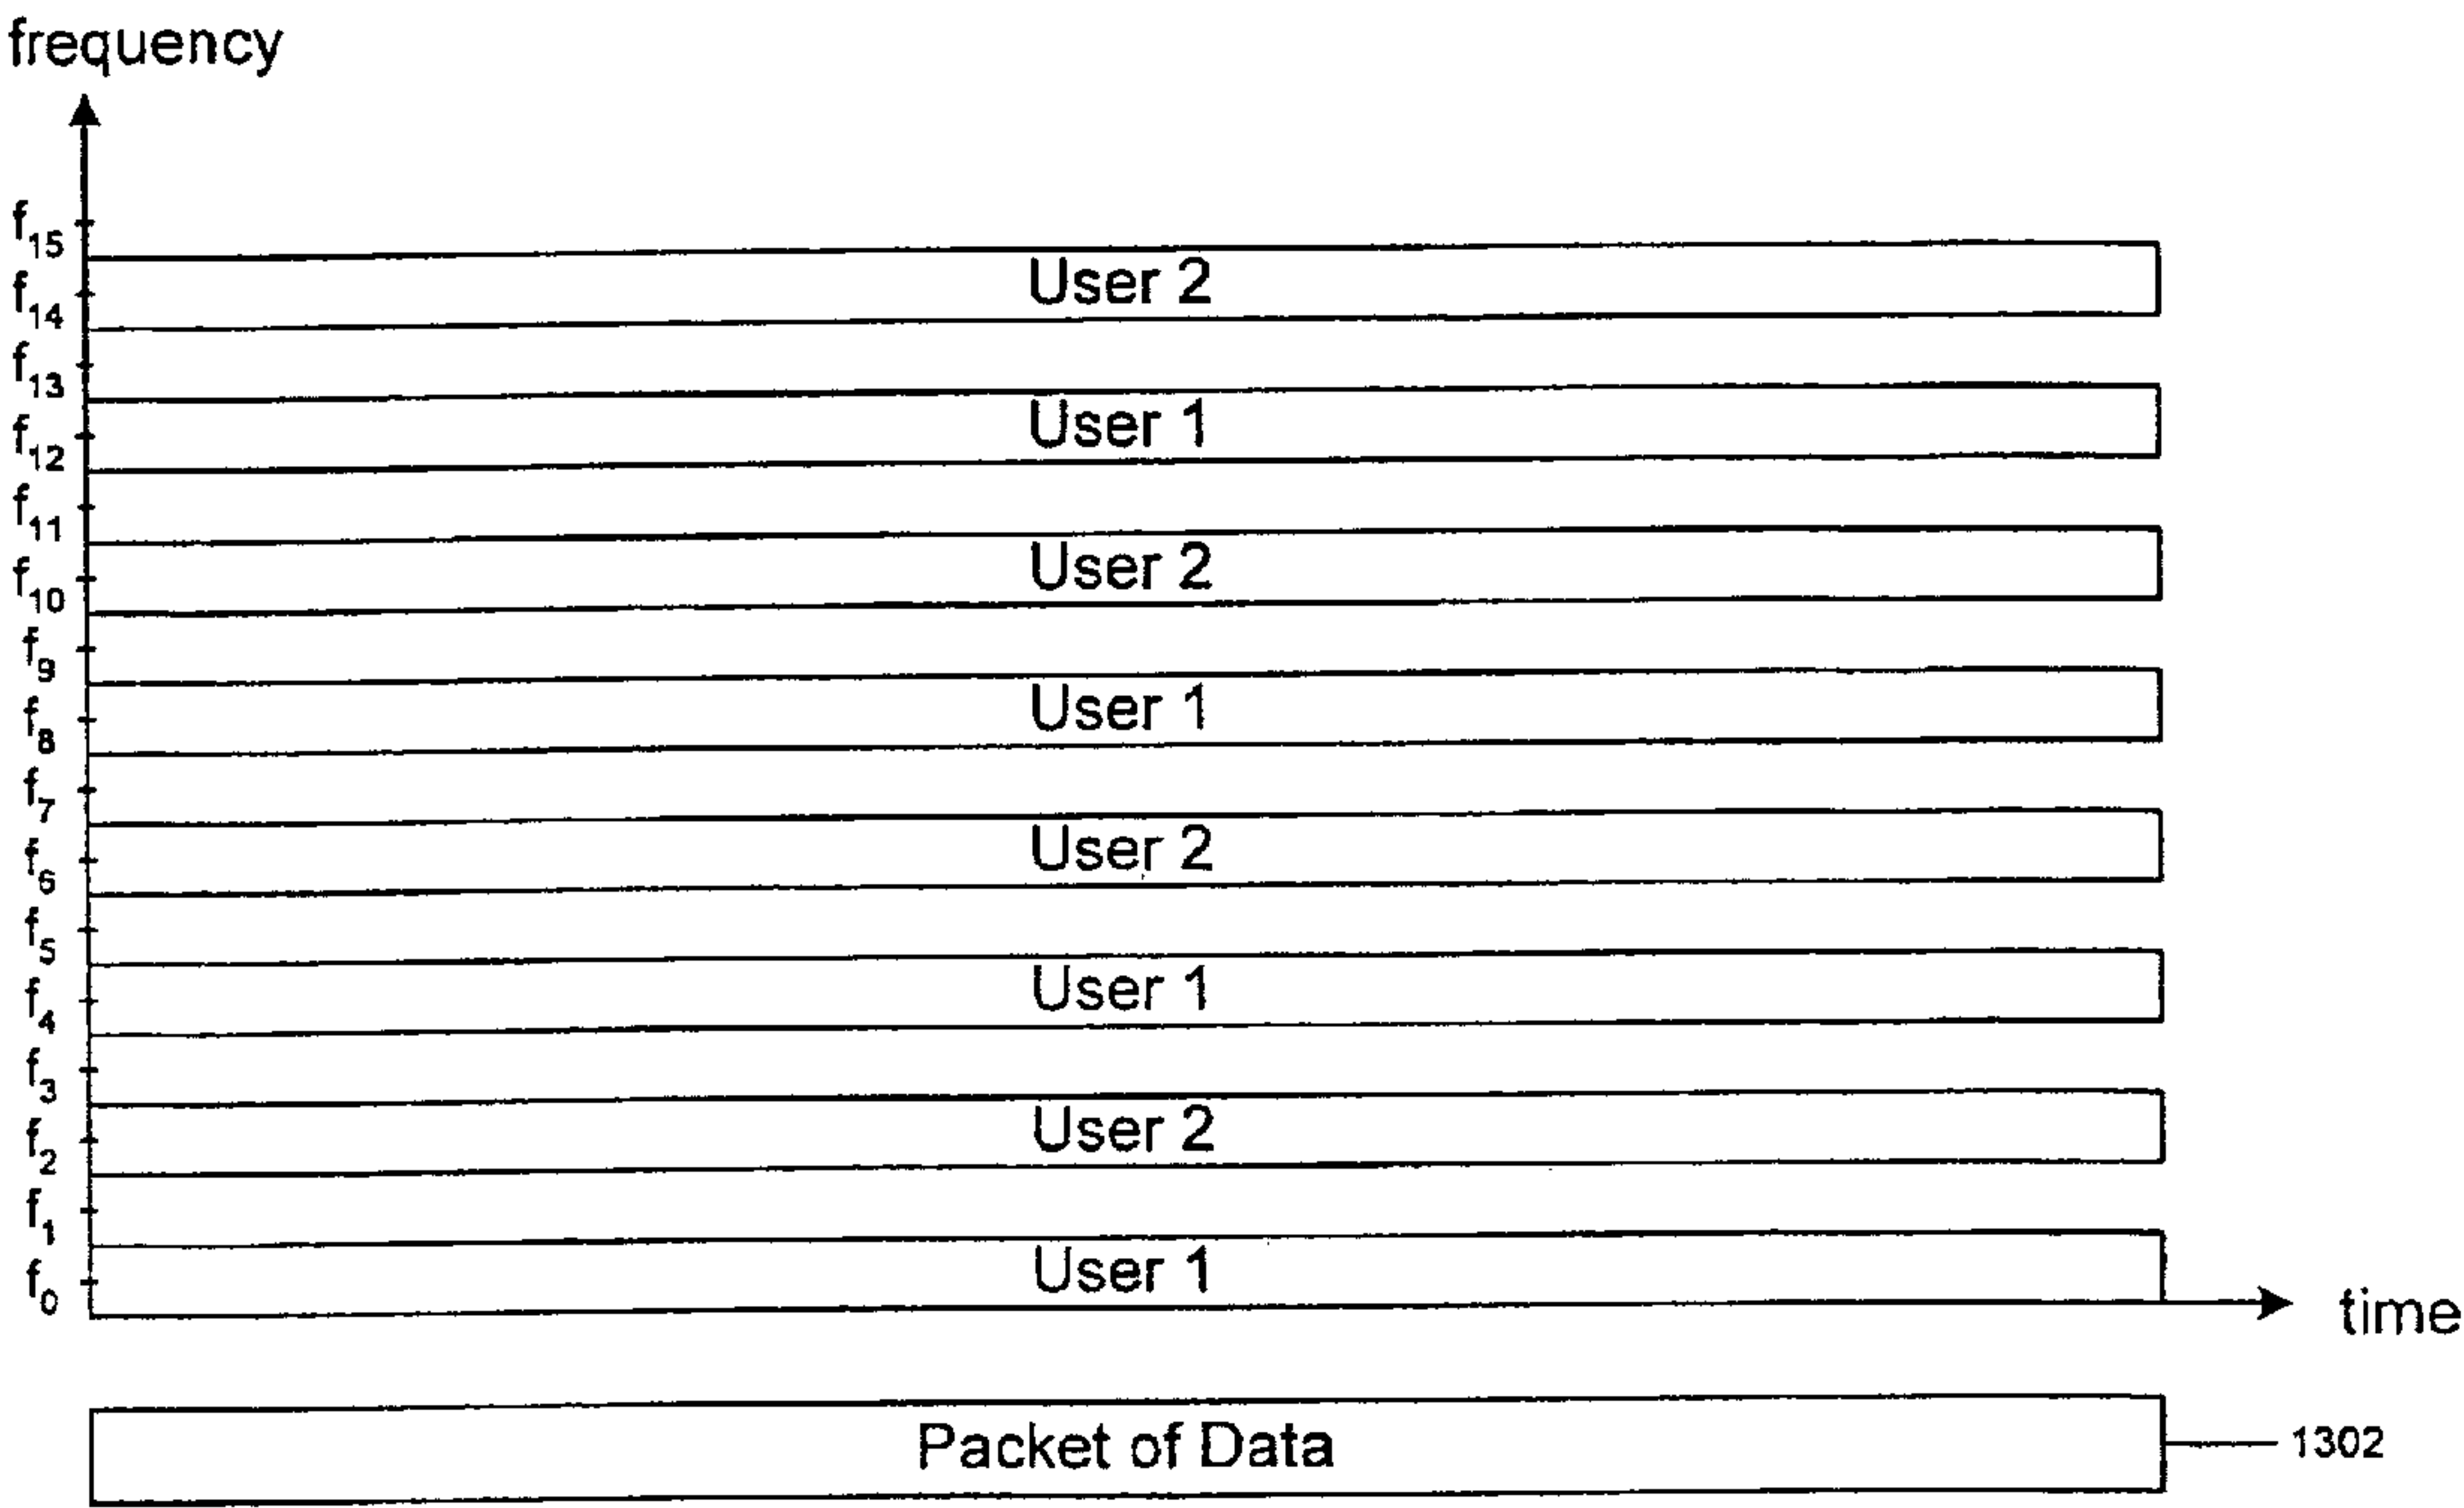 frequency
f15
User 2
f14
f13
User 1
f12
f11
User 2
f10
f9
User 1
f8
f7
User 2
f6
f5
User 1
f4
f3
User 2
f2
f1
User 1
f0
time
Packet of Data
1302